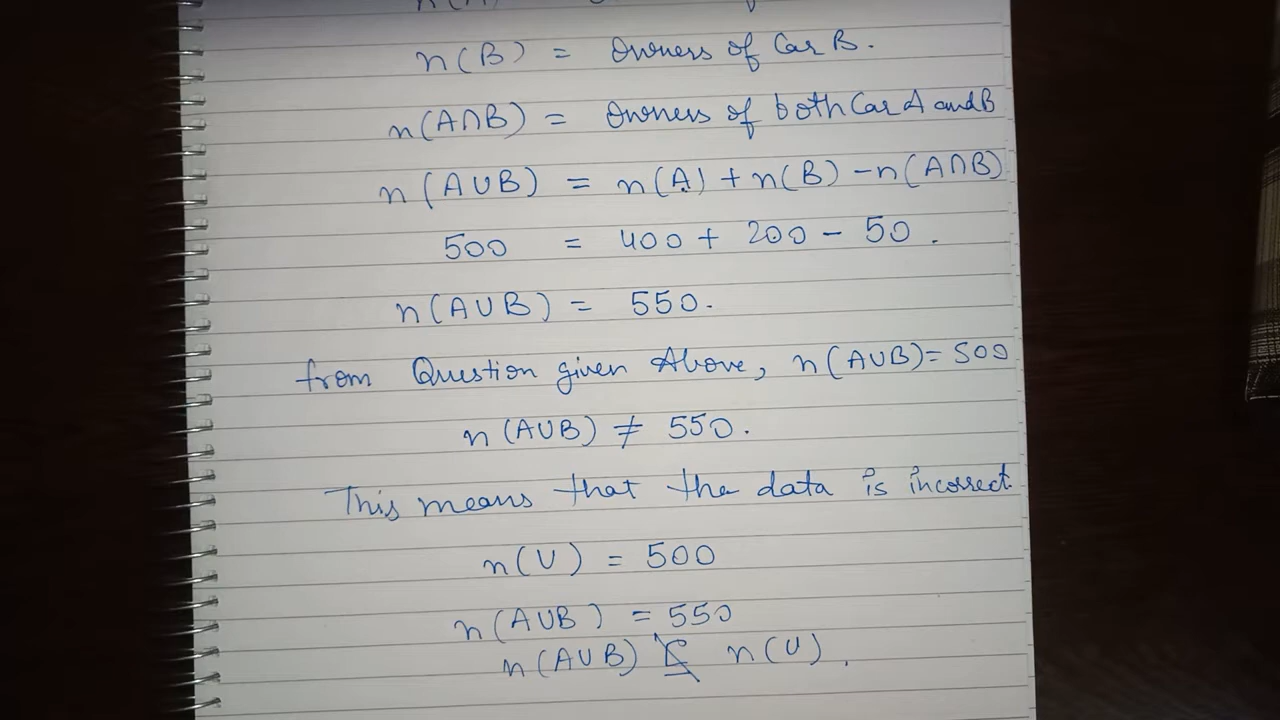 n(B) = Owners of Car B.
n(A∩B) = Owners of both Car A and B
n(A∪B) = n(A) + n(B) - n(A∩B)
500 = 400 + 200 - 50.
n(A∪B) = 550.
from Question given Above, n(A∪B) = 500
n(A∪B) ≠ 550.
This means that the data is incorrect.
n(U) = 500
n(A∪B) = 550
n(A∪B) ≰ n(U).